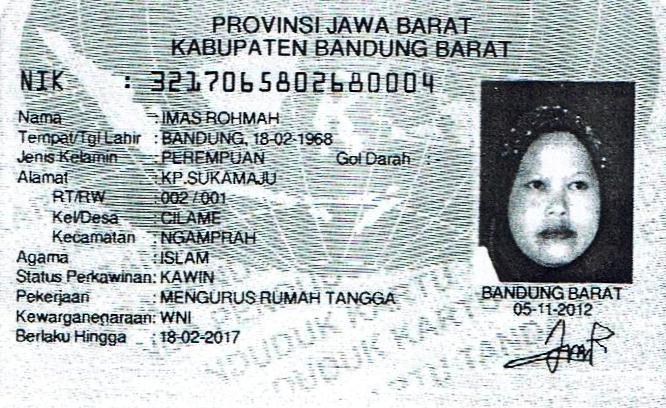 PROVINSI JAWA BARAT
KABUPATEN BANDUNG BARAT
NIK : 3217065802680004
Nama : IMAS ROHMAH
Tempat/Tgl Lahir : BANDUNG, 18-02-1968
Jenis Kelamin : PEREMPUAN Gol Darah : -
Alamat : KP.SUKAMAJU
RT/RW : 002 / 001
Kel/Desa : CILAME
Kecamatan : NGAMPRAH
Agama : ISLAM
Status Perkawinan: KAWIN
Pekerjaan : MENGURUS RUMAH TANGGA
Kewarganegaraan: WNI
Berlaku Hingga : 18-02-2017
BANDUNG BARAT
05-11-2012